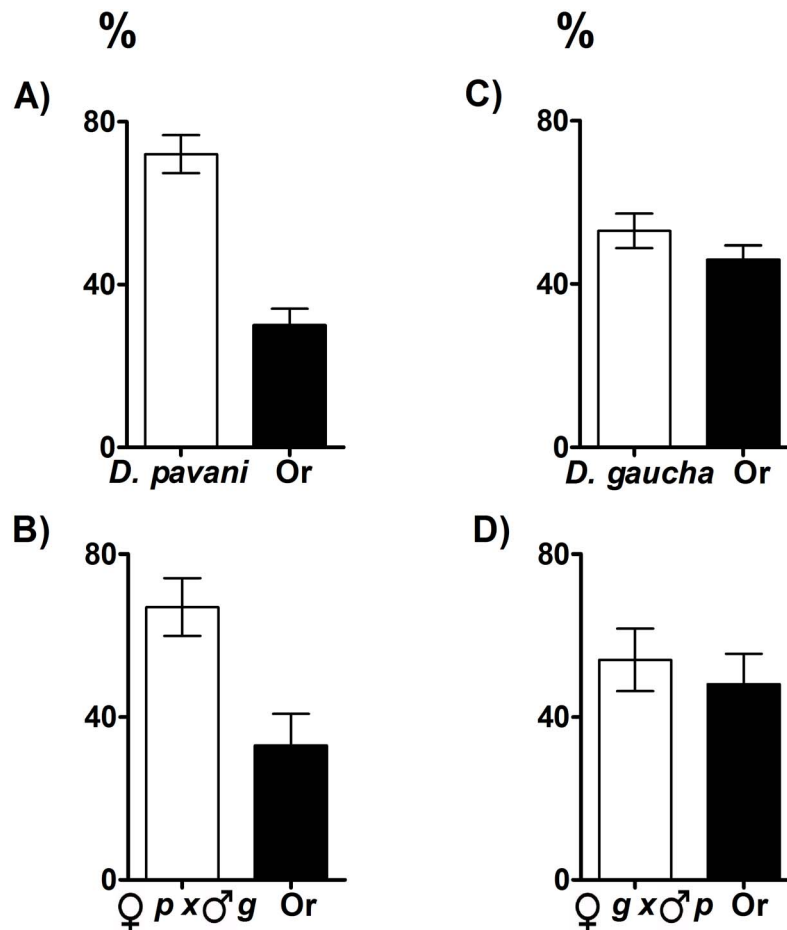 %
A)
80
40
0
D. pavani Or
B)
80
40
0
♀ p x ♂ g Or
%
C)
80
40
0
D. gaucha Or
D)
80
40
0
♀ g x ♂ p Or